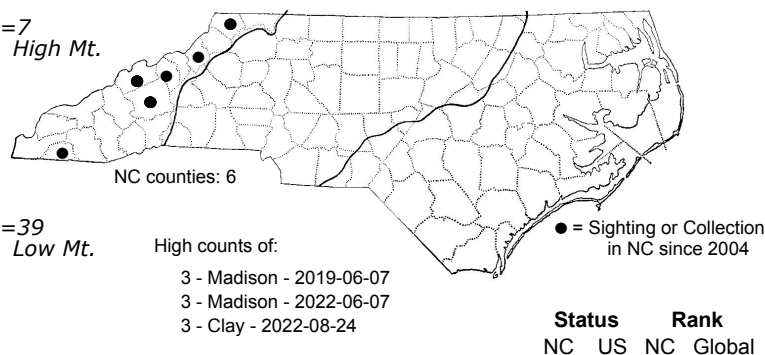 =7
High Mt.
NC counties: 6
=39
Low Mt.
High counts of:
3 - Madison - 2019-06-07
3 - Madison - 2022-06-07
3 - Clay - 2022-08-24
● = Sighting or Collection
in NC since 2004
Status Rank
NC US NC Global